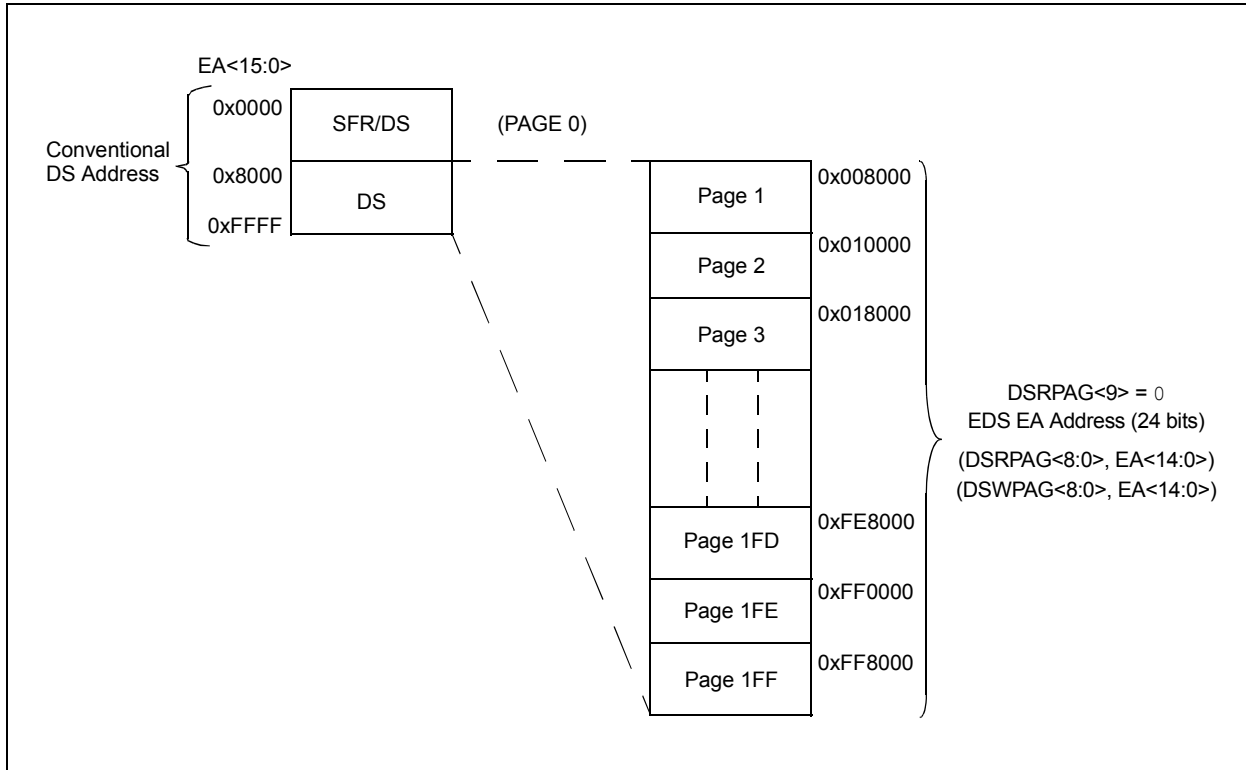 EA<15:0>
0x0000
SFR/DS
(PAGE 0)
Conventional
DS Address
0x8000
DS
0xFFFF
Page 1
0x008000
Page 2
0x010000
Page 3
0x018000
DSRPAG<9> = 0
EDS EA Address (24 bits)
(DSRPAG<8:0>, EA<14:0>)
(DSWPAG<8:0>, EA<14:0>)
Page 1FD
0xFE8000
Page 1FE
0xFF0000
Page 1FF
0xFF8000